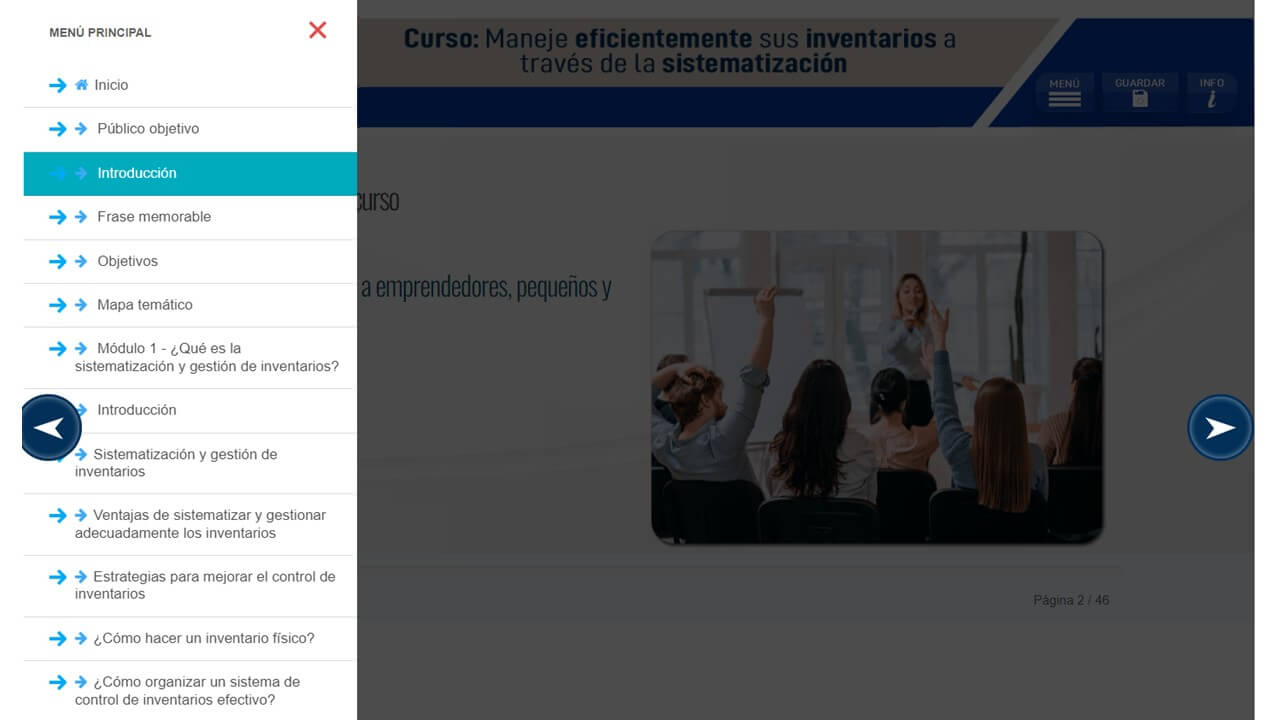 MENÚ PRINCIPAL
Inicio
Público objetivo
Introducción
Frase memorable
Objetivos
Mapa temático
Módulo 1 - ¿Qué es la
sistematización y gestión de inventarios?
Introducción
Sistematización y gestión de
inventarios
Ventajas de sistematizar y gestionar
adecuadamente los inventarios
Estrategias para mejorar el control de
inventarios
¿Cómo hacer un inventario físico?
¿Cómo organizar un sistema de
control de inventarios efectivo?
Curso: Maneje eficientemente sus inventarios a
través de la sistematización
MENÚ
GUARDAR
INFO
curso
a emprendedores, pequeños y
Página 2 / 46